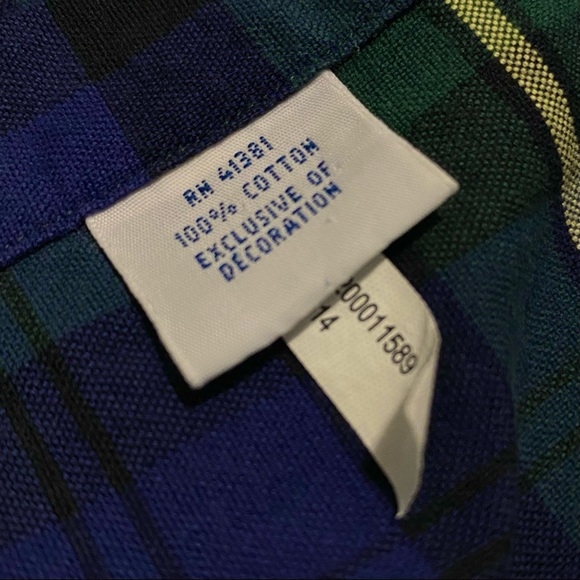 RN 41381
100% COTTON
EXCLUSIVE OF
DECORATION
200011589
14